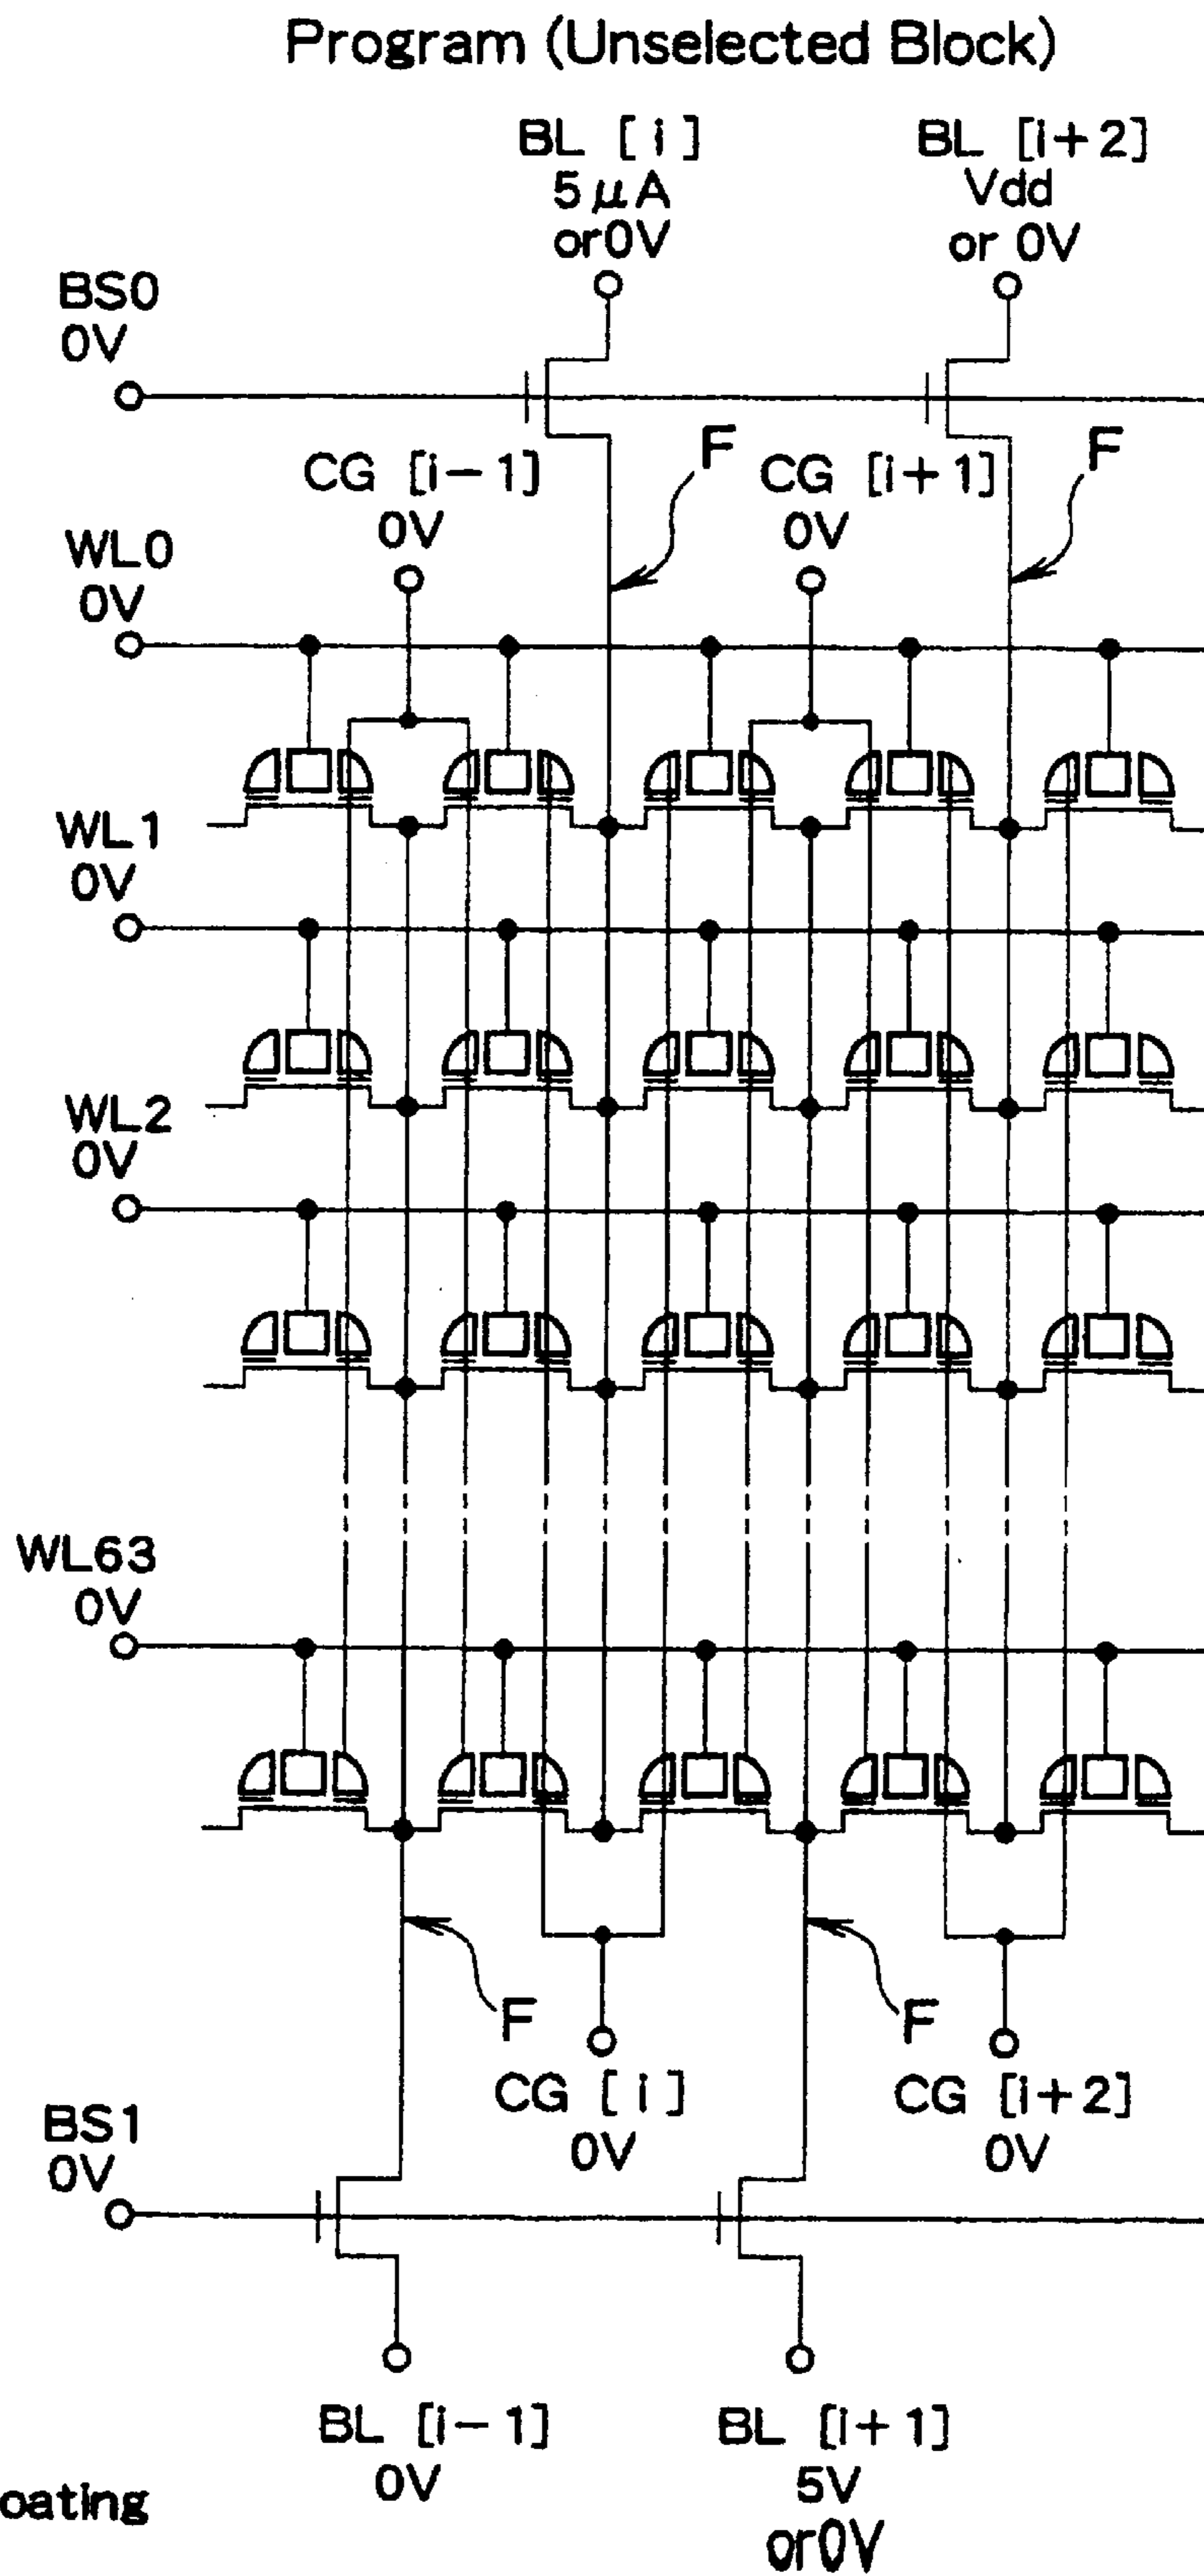 Program (Unselected Block)
BL [i]
5μA
or0V
BL [i+2]
Vdd
or 0V
BS0
0V
CG [i-1]
0V
F
CG [i+1]
0V
F
WL0
0V
WL1
0V
WL2
0V
WL63
0V
F
CG [i]
0V
F
CG [i+2]
0V
BS1
0V
BL [i-1]
0V
BL [i+1]
5V
or0V
oating